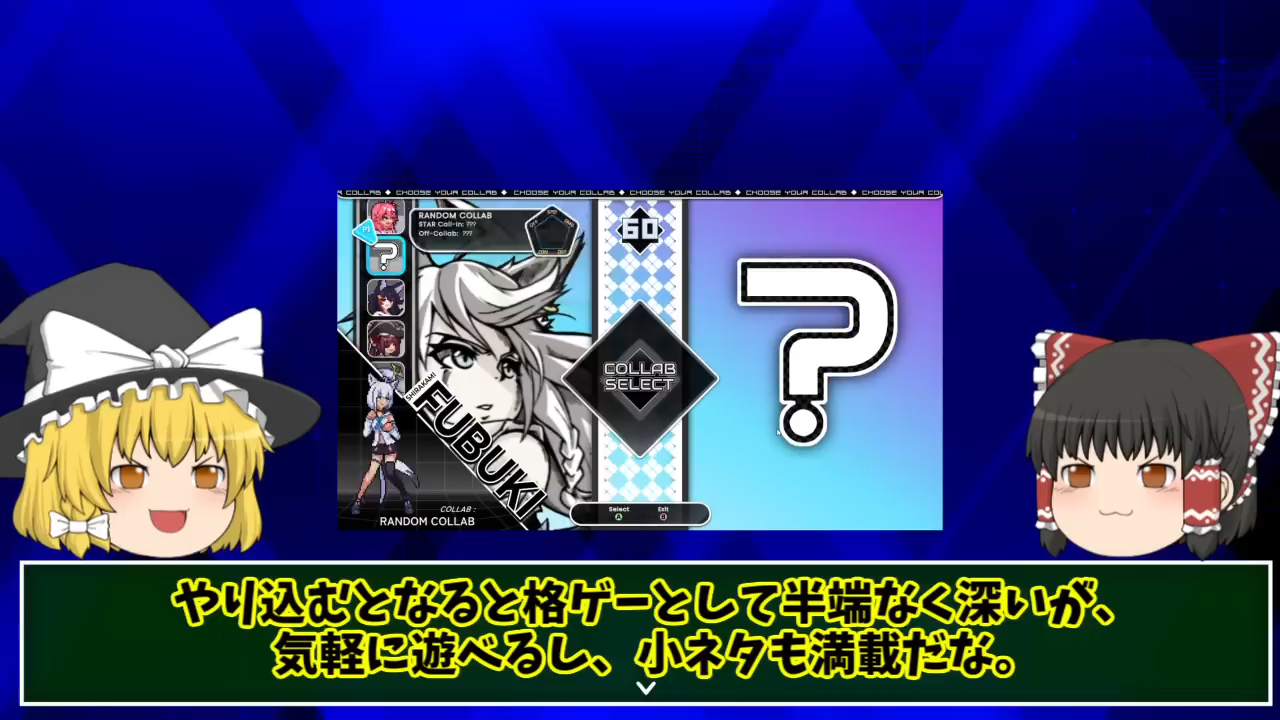 COLLAB ◆ CHOOSE YOUR COLLAB ◆ CHOOSE YOUR COLLAB ◆ CHOOSE YOUR COLLAB ◆ CHOOSE YOUR COLLAB ◆ CHOOSE YOUR COL
P1
RANDOM COLLAB
STAR Call-in: ???
Off-Collab: ???
?
60
?
COLLAB
SELECT
SHIRAKAMI
FUBUKI
COLLAB :
RANDOM COLLAB
Select
A
Exit
B
やり込むとなると格ゲーとして半端なく深いが、
気軽に遊べるし、小ネタも満載だな。